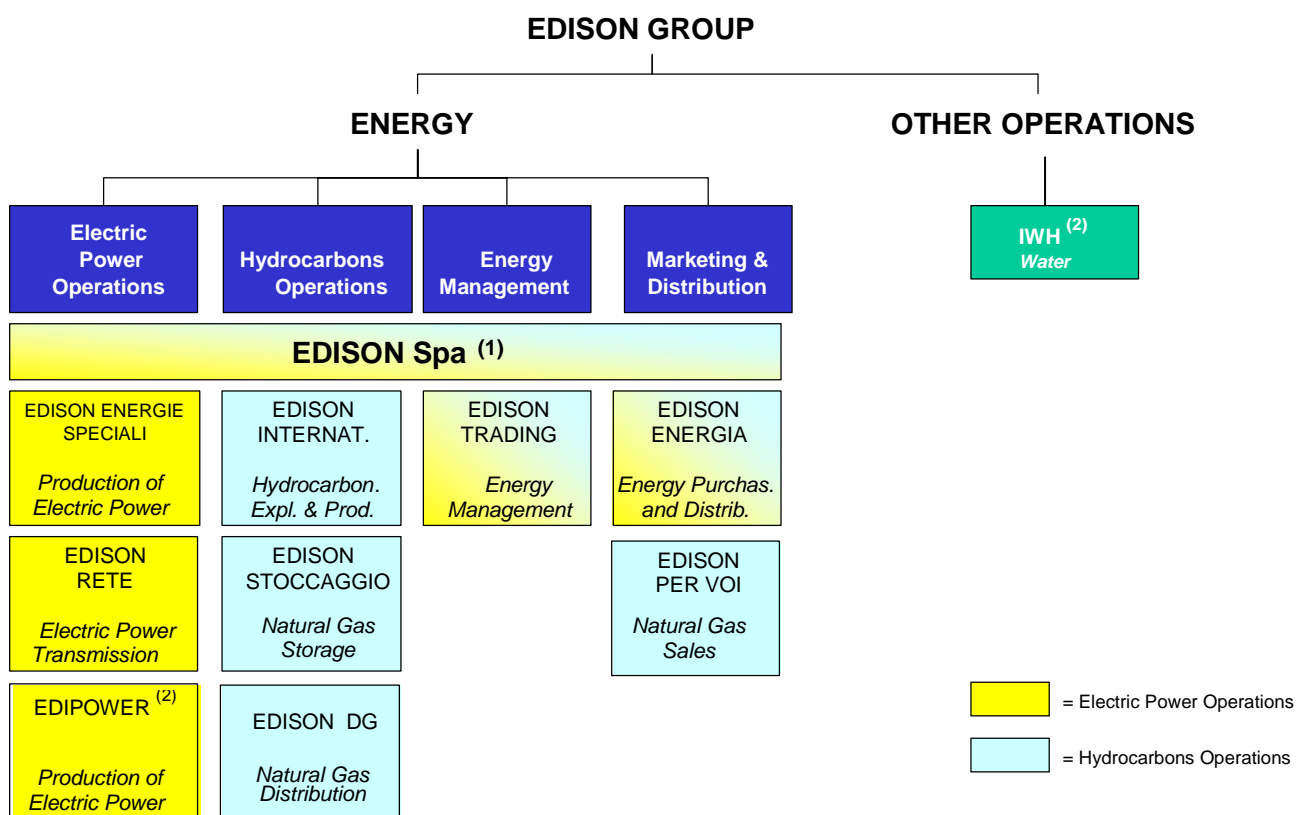 EDISON GROUP
ENERGY
OTHER OPERATIONS
Electric
Power
Operations
Hydrocarbons
Operations
Energy
Management
Marketing &
Distribution
IWH (2)
Water
EDISON Spa (1)
EDISON ENERGIE
SPECIALI
Production of
Electric Power
EDISON
INTERNAT.
Hydrocarbon.
Expl. & Prod.
EDISON
TRADING
Energy
Management
EDISON
ENERGIA
Energy Purchas.
and Distrib.
EDISON
RETE
Electric Power
Transmission
EDISON
STOCCAGGIO
Natural Gas
Storage
EDISON
PER VOI
Natural Gas
Sales
EDIPOWER (2)
Production of
Electric Power
EDISON DG
Natural Gas
Distribution
= Electric Power Operations
= Hydrocarbons Operations